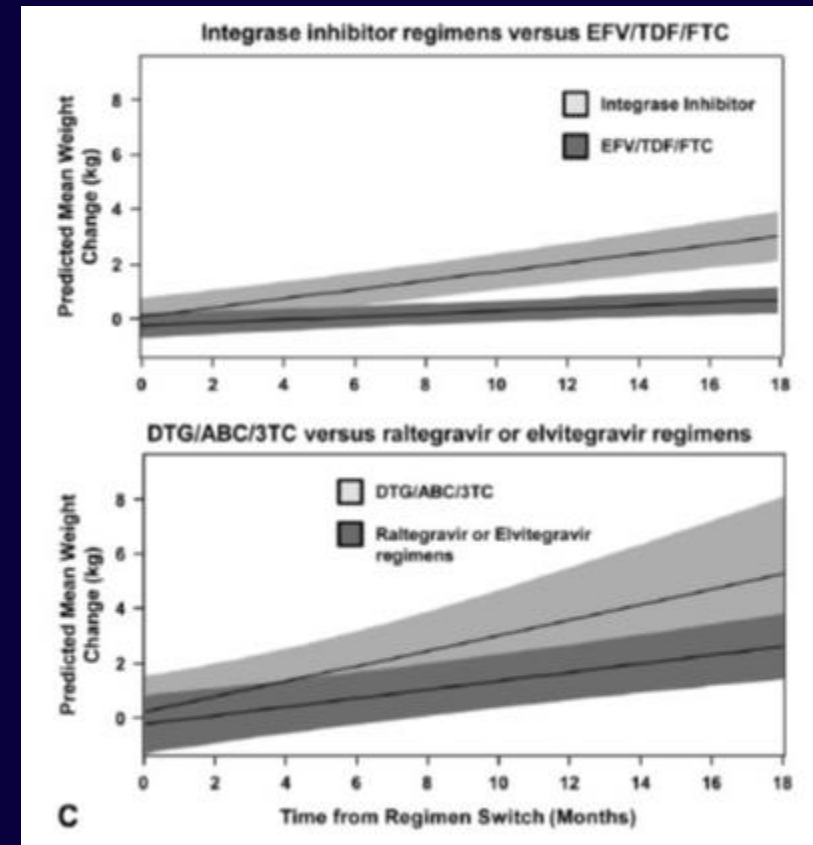 Integrase inhibitor regimens versus EFV/TDF/FTC
Predicted Mean Weight
Change (kg)
8
6
4
2
0
Integrase Inhibitor
EFV/TDF/FTC
0 2 4 6 8 10 12 14 16 18
DTG/ABC/3TC versus raltegravir or elvitegravir regimens
Predicted Mean Weight
Change (kg)
8
6
4
2
0
DTG/ABC/3TC
Raltegravir or Elvitegravir
regimens
0 2 4 6 8 10 12 14 16 18
C
Time from Regimen Switch (Months)